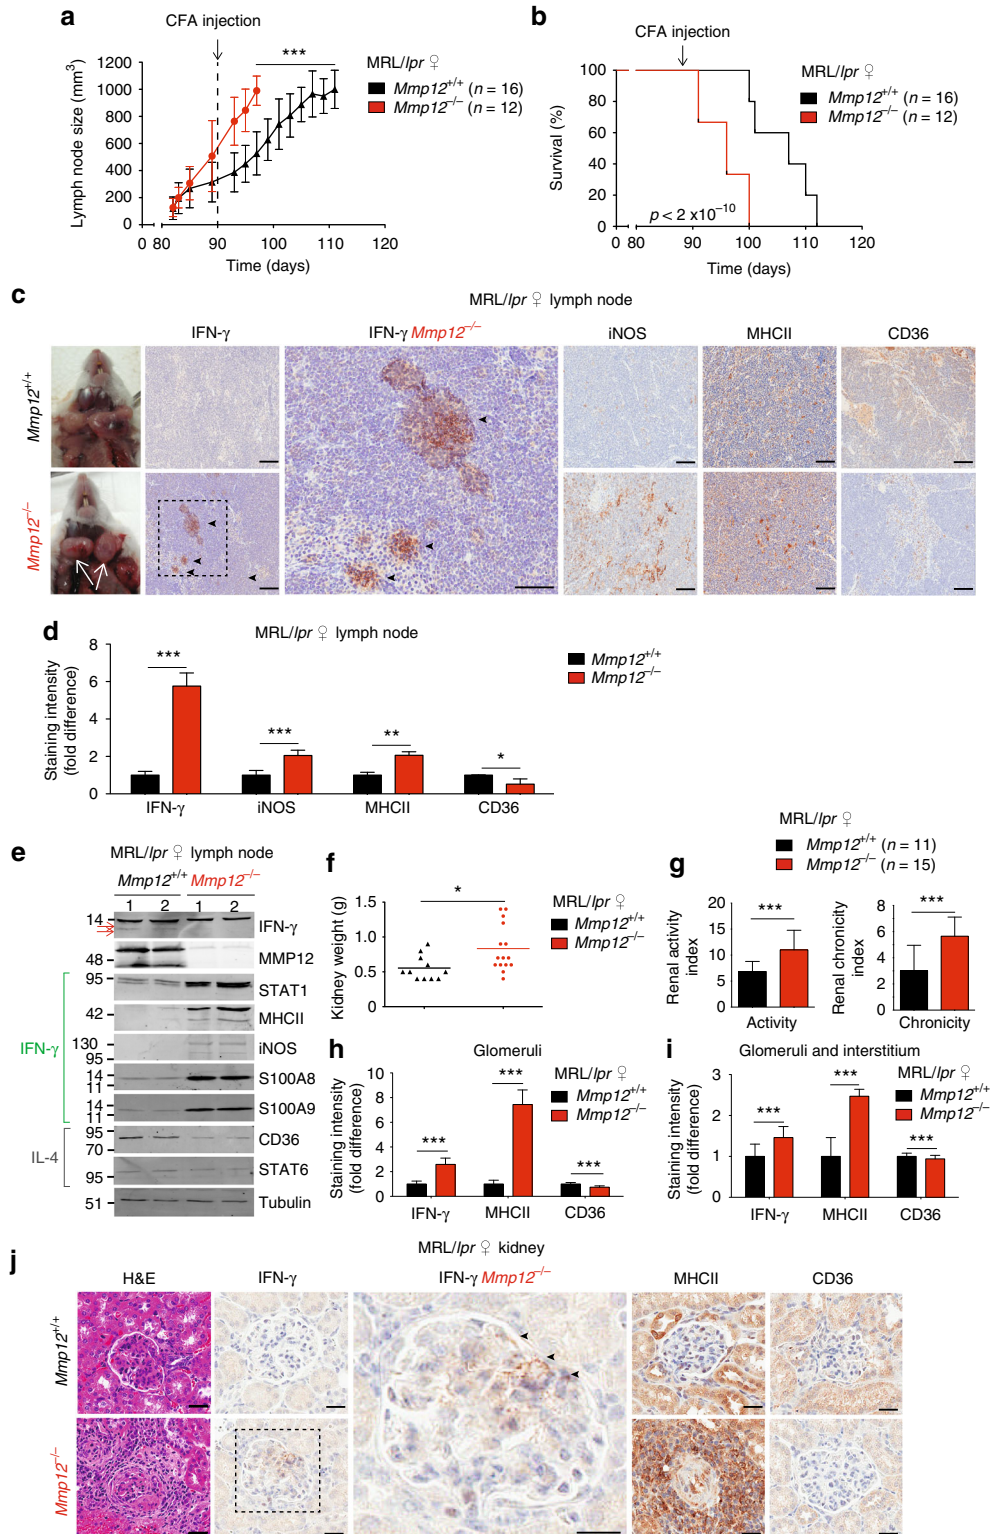 a
CFA injection
***
MRL/lpr ♀
Mmp12+/+ (n = 16)
Mmp12−/− (n = 12)
Lymph node size (mm3)
1200
1000
800
600
400
200
0
0 80 90 100 110 120
Time (days)
b
CFA injection
MRL/lpr ♀
Mmp12+/+ (n = 16)
Mmp12−/− (n = 12)
Survival (%)
100
80
60
40
20
0
p < 2 x10−10
0 80 100 120
Time (days)
c
MRL/lpr ♀ lymph node
IFN-γ
IFN-γ Mmp12−/−
iNOS
MHCII
CD36
Mmp12+/+
Mmp12−/−
d
MRL/lpr ♀ lymph node
Mmp12+/+
Mmp12−/−
Staining intensity
(fold difference)
8
6
4
2
0
***
***
**
*
IFN-γ iNOS MHCII CD36
e
MRL/lpr ♀ lymph node
Mmp12+/+ Mmp12−/−
1 2 1 2
14 IFN-γ
48 MMP12
IFN-γ
95 STAT1
42 MHCII
130
95
iNOS
14
11
S100A8
14
11
S100A9
IL-4
95
70
CD36
95 STAT6
51 Tubulin
f
MRL/lpr ♀
Mmp12+/+
Mmp12−/−
Kidney weight (g)
1.5
1.0
0.5
0
*
g
MRL/lpr ♀
Mmp12+/+ (n = 11)
Mmp12−/− (n = 15)
Renal activity
index
20
15
10
5
0
***
Activity
Renal chronicity
index
8
6
4
2
0
***
Chronicity
h
Glomeruli
MRL/lpr ♀
Mmp12+/+
Mmp12−/−
Staining intensity
(fold difference)
10
8
6
4
2
0
***
***
***
IFN-γ MHCII CD36
i
Glomeruli and interstitium
MRL/lpr ♀
Mmp12+/+
Mmp12−/−
Staining intensity
(fold difference)
3
2
1
0
***
***
***
IFN-γ MHCII CD36
j
MRL/lpr ♀ kidney
H&E
IFN-γ
IFN-γ Mmp12−/−
MHCII
CD36
Mmp12+/+
Mmp12−/−